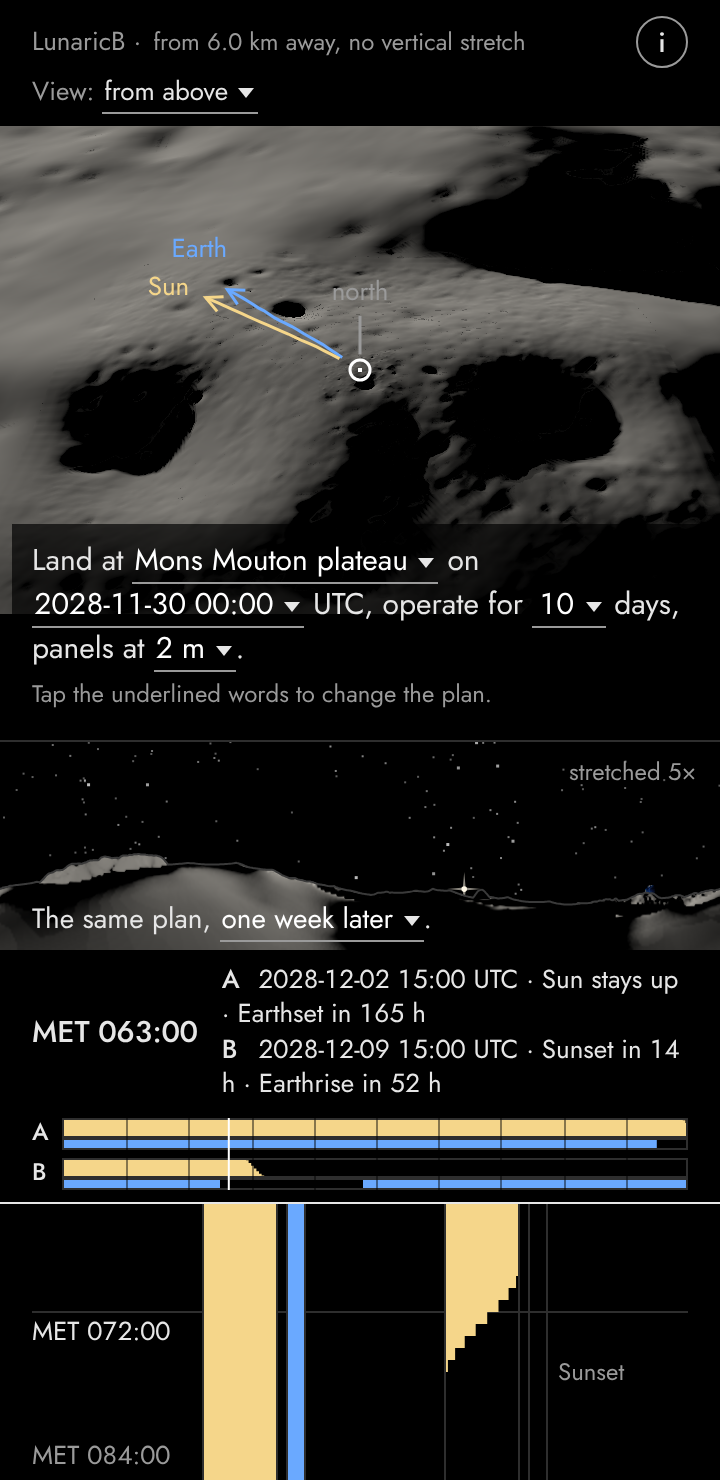 LunaricB · from 6.0 km away, no vertical stretch
i
View: from above
Earth
Sun
north
Land at Mons Mouton plateau on
2028-11-30 00:00 UTC, operate for 10 days,
panels at 2 m.
Tap the underlined words to change the plan.
stretched 5×
The same plan, one week later.
MET 063:00
A 2028-12-02 15:00 UTC · Sun stays up
· Earthset in 165 h
B 2028-12-09 15:00 UTC · Sunset in 14
h · Earthrise in 52 h
A
B
MET 072:00
Sunset
MET 084:00